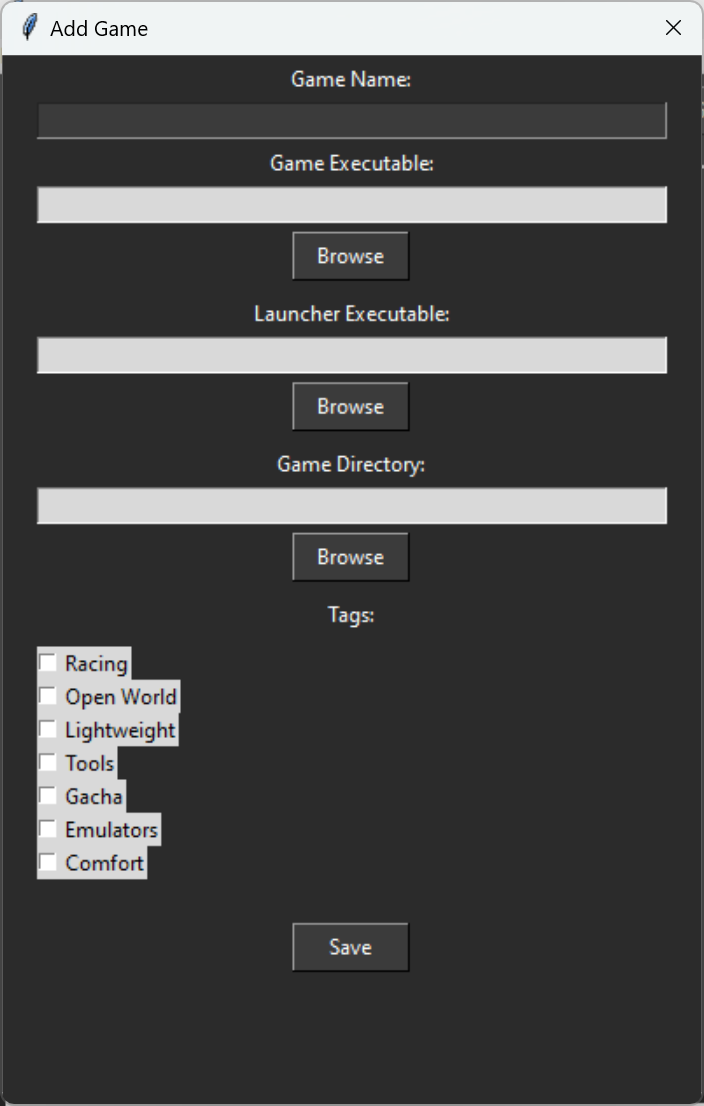 Add Game
Game Name:
Game Executable:
Browse
Launcher Executable:
Browse
Game Directory:
Browse
Tags:
Racing
Open World
Lightweight
Tools
Gacha
Emulators
Comfort
Save